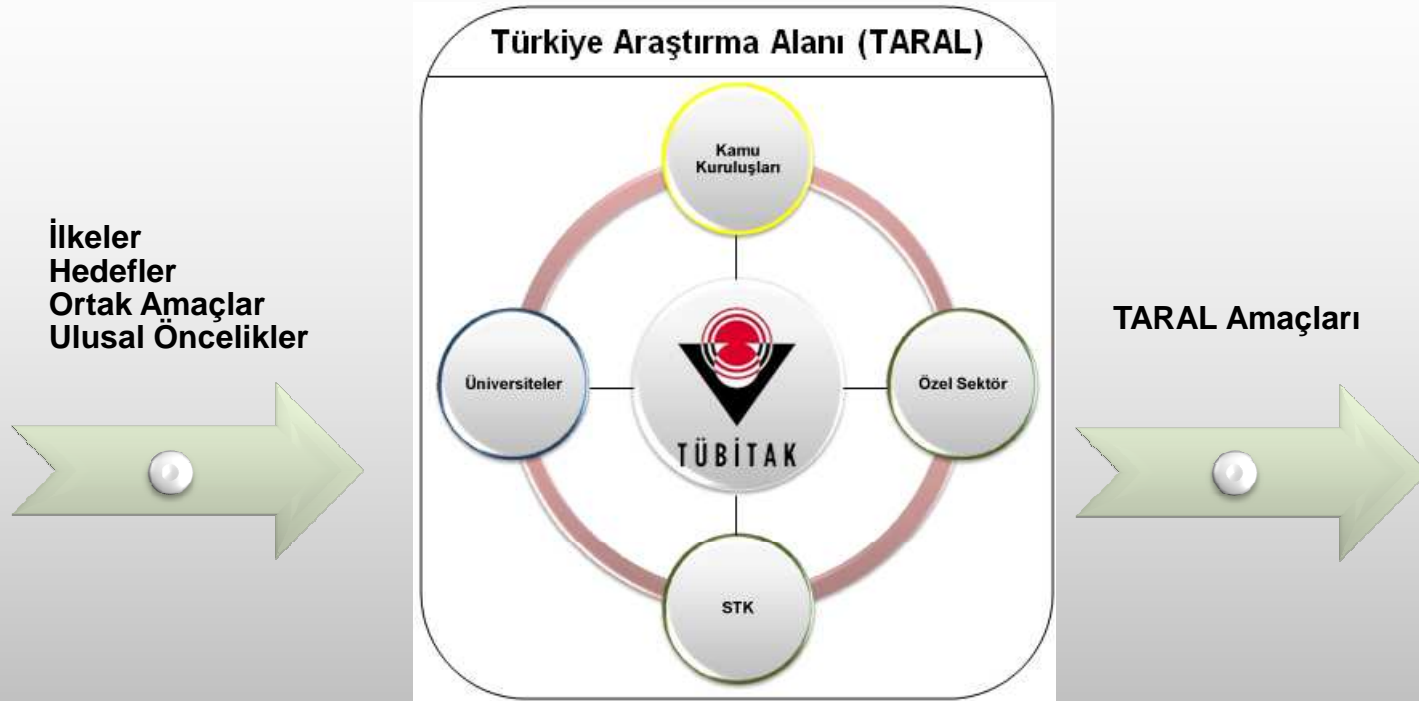 Türkiye Araştırma Alanı (TARAL)
İlkeler
Hedefler
Ortak Amaçlar
Ulusal Öncelikler
Kamu
Kuruluşları
Üniversiteler
TÜBİTAK
Özel Sektör
STK
TARAL Amaçları